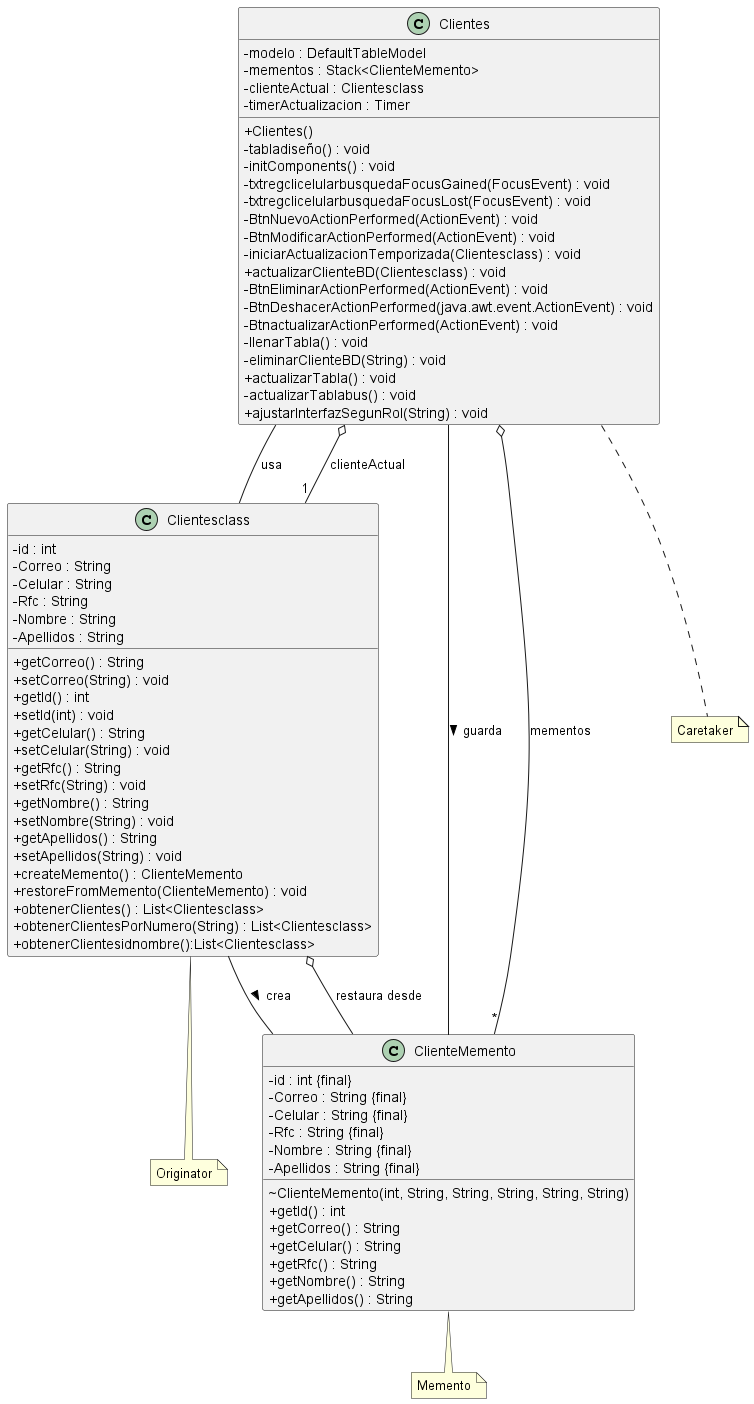 C Clientes
-modelo : DefaultTableModel
-mementos : Stack<ClienteMemento>
-clienteActual : Clientesclass
-timerActualizacion : Timer
+Clientes()
-tabladiseño() : void
-initComponents() : void
-txtregclicelularbusquedaFocusGained(FocusEvent) : void
-txtregclicelularbusquedaFocusLost(FocusEvent) : void
-BtnNuevoActionPerformed(ActionEvent) : void
-BtnModificarActionPerformed(ActionEvent) : void
-iniciarActualizacionTemporizada(Clientesclass) : void
+actualizarClienteBD(Clientesclass) : void
-BtnEliminarActionPerformed(ActionEvent) : void
-BtnDeshacerActionPerformed(java.awt.event.ActionEvent) : void
-BtnactualizarActionPerformed(ActionEvent) : void
-llenarTabla() : void
-eliminarClienteBD(String) : void
+actualizarTabla() : void
-actualizarTablabus() : void
+ajustarInterfazSegunRol(String) : void
usa
clienteActual
1
C Clientesclass
-id : int
-Correo : String
-Celular : String
-Rfc : String
-Nombre : String
-Apellidos : String
+getCorreo() : String
+setCorreo(String) : void
+getId() : int
+setId(int) : void
+getCelular() : String
+setCelular(String) : void
+getRfc() : String
+setRfc(String) : void
+getNombre() : String
+setNombre(String) : void
+getApellidos() : String
+setApellidos(String) : void
+createMemento() : ClienteMemento
+restoreFromMemento(ClienteMemento) : void
+obtenerClientes() : List<Clientesclass>
+obtenerClientesPorNumero(String) : List<Clientesclass>
+obtenerClientesidnombre():List<Clientesclass>
guarda
mementos
Caretaker
crea
restaura desde
*
C ClienteMemento
-id : int {final}
-Correo : String {final}
-Celular : String {final}
-Rfc : String {final}
-Nombre : String {final}
-Apellidos : String {final}
~ClienteMemento(int, String, String, String, String, String)
+getId() : int
+getCorreo() : String
+getCelular() : String
+getRfc() : String
+getNombre() : String
+getApellidos() : String
Originator
Memento